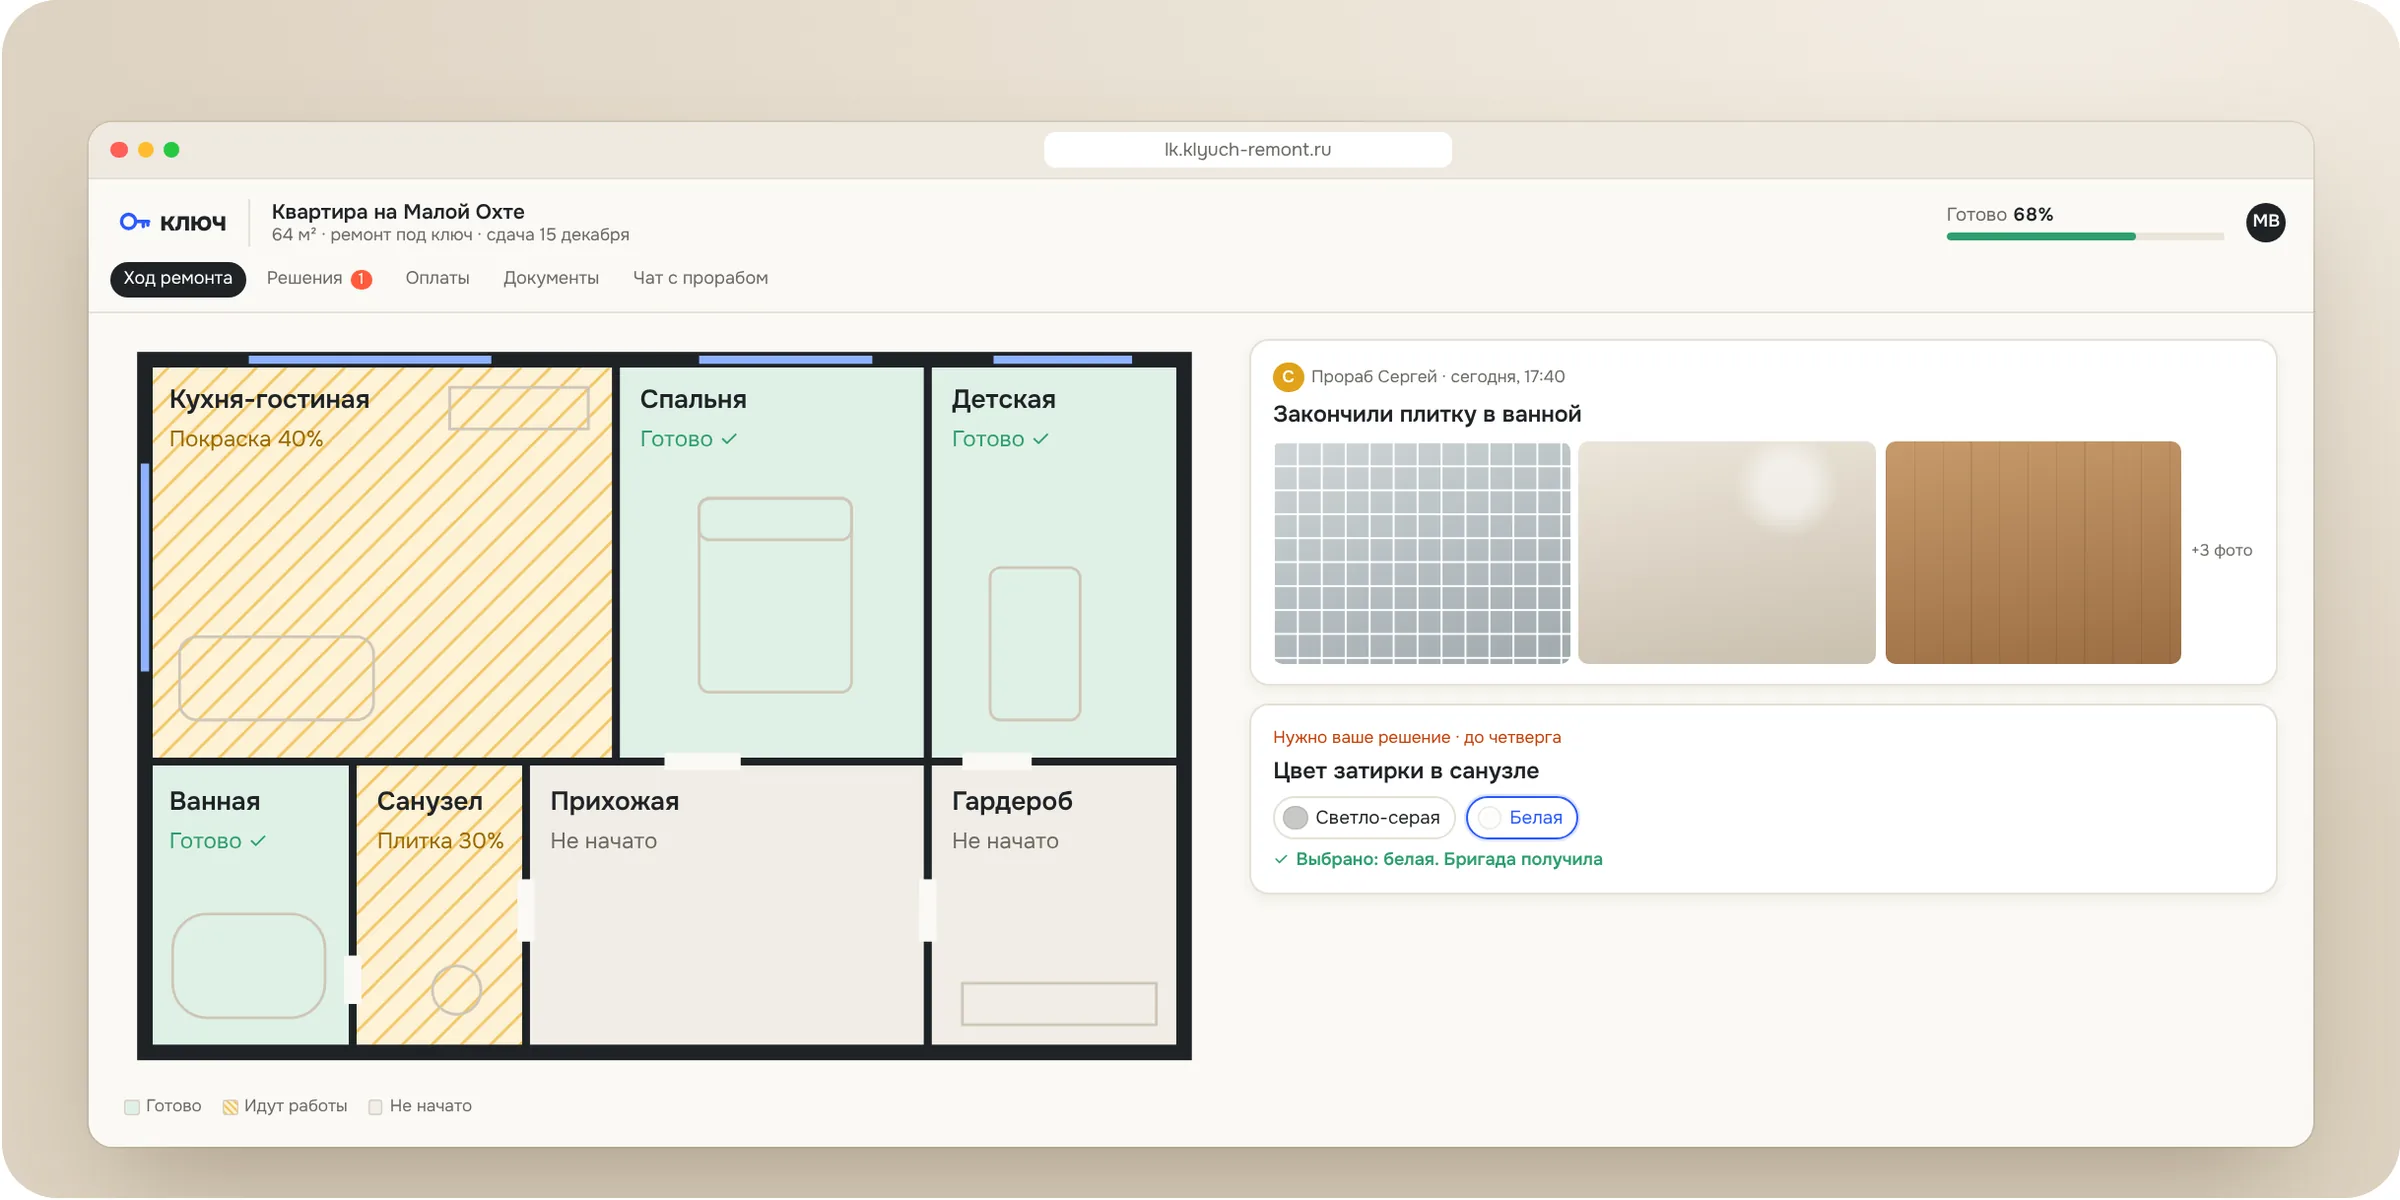 lk.klyuch-remont.ru
ключ
Квартира на Малой Охте
64 м² · ремонт под ключ · сдача 15 декабря
Готово 68%
МВ
Ход ремонта
Решения 1
Оплаты
Документы
Чат с прорабом
Кухня-гостиная
Покраска 40%
Спальня
Готово ✓
Детская
Готово ✓
Ванная
Готово ✓
Санузел
Плитка 30%
Прихожая
Не начато
Гардероб
Не начато
Готово
Идут работы
Не начато
С
Прораб Сергей · сегодня, 17:40
Закончили плитку в ванной
+3 фото
Нужно ваше решение · до четверга
Цвет затирки в санузле
Светло-серая
Белая
✓ Выбрано: белая. Бригада получила